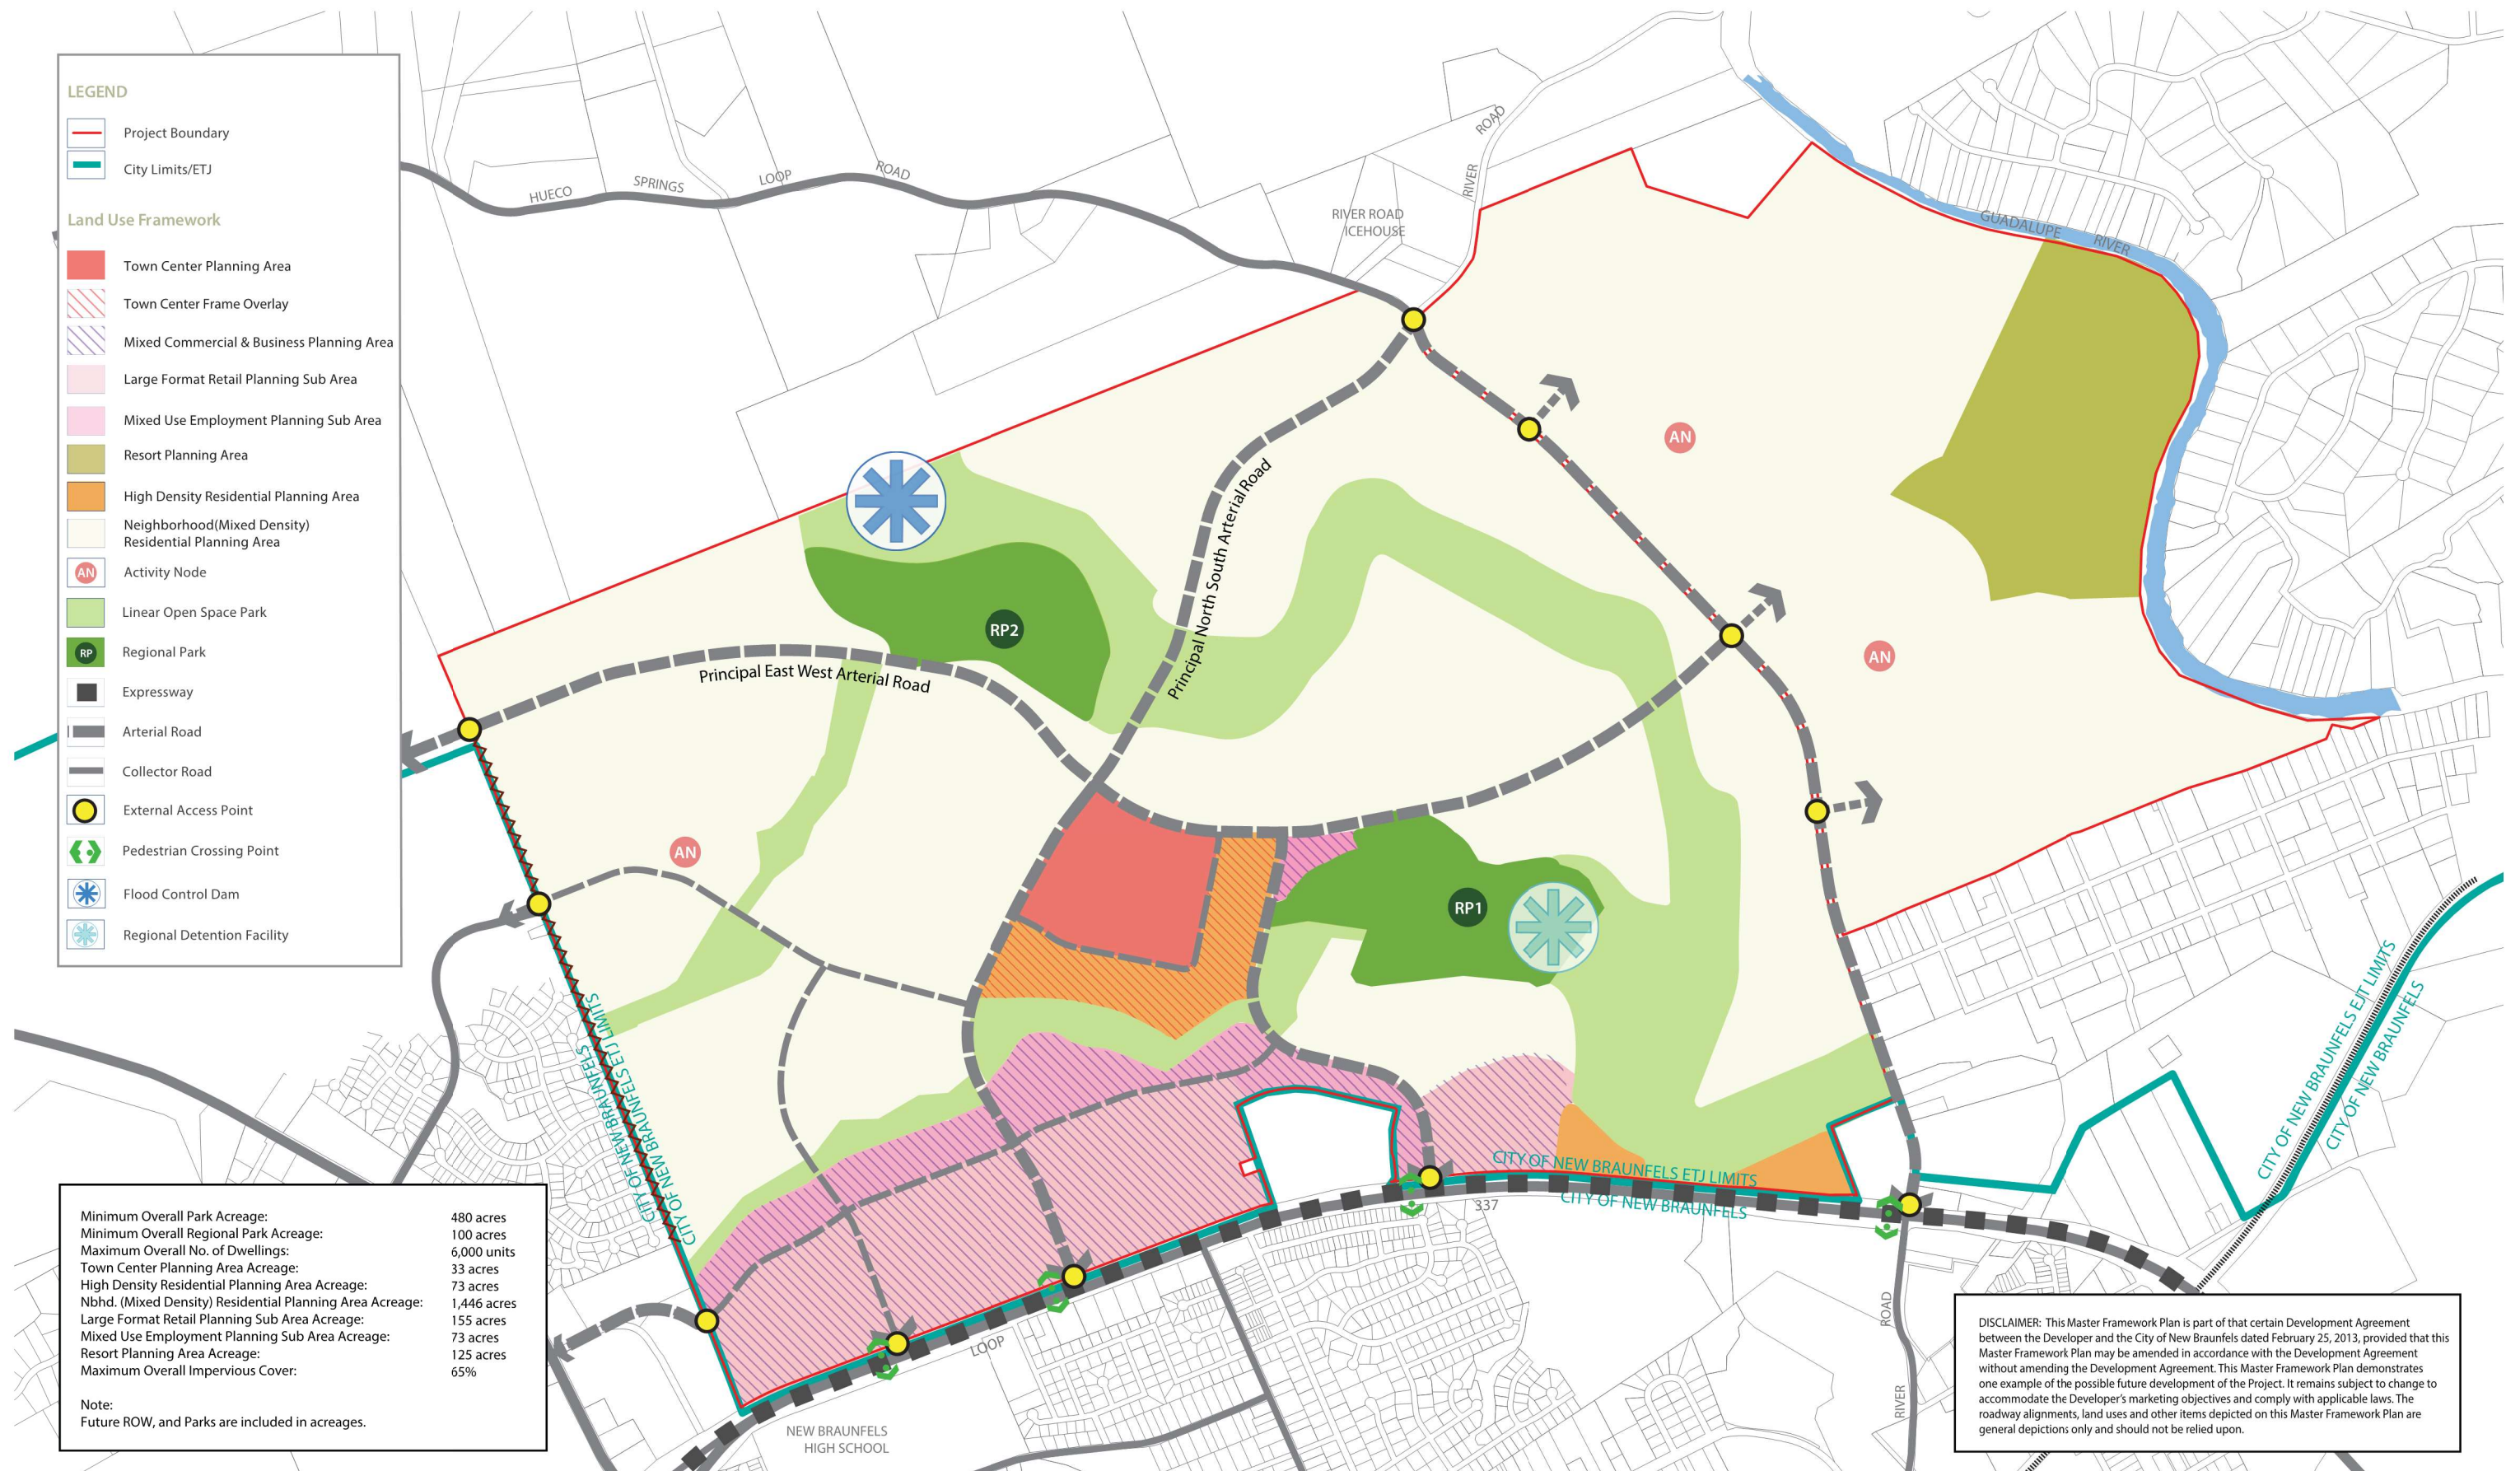 LEGEND
Project Boundary
City Limits/ETJ
Land Use Framework
Town Center Planning Area
Town Center Frame Overlay
Mixed Commercial & Business Planning Area
Large Format Retail Planning Sub Area
Mixed Use Employment Planning Sub Area
Resort Planning Area
High Density Residential Planning Area
Neighborhood(Mixed Density)
Residential Planning Area
AN Activity Node
Linear Open Space Park
RP Regional Park
Expressway
Arterial Road
Collector Road
External Access Point
Pedestrian Crossing Point
Flood Control Dam
Regional Detention Facility
HUECO SPRINGS LOOP ROAD
RIVER ROAD
RIVER ROAD
ICEHOUSE
GUADALUPE RIVER
AN
RP2
Principal North South Arterial Road
Principal East West Arterial Road
AN
AN
RP1
CITY OF NEW BRAUNFELS ETJ LIMITS
CITY OF NEW BRAUNFELS
CITY OF NEW BRAUNFELS
CITY OF NEW BRAUNFELS EJT LIMITS
CITY OF NEW BRAUNFELS
CITY OF NEW BRAUNFELS ETJ LIMITS
CITY OF NEW BRAUNFELS
337
LOOP
NEW BRAUNFELS
HIGH SCHOOL
RIVER ROAD
Minimum Overall Park Acreage: 480 acres
Minimum Overall Regional Park Acreage: 100 acres
Maximum Overall No. of Dwellings: 6,000 units
Town Center Planning Area Acreage: 33 acres
High Density Residential Planning Area Acreage: 73 acres
Nbhd. (Mixed Density) Residential Planning Area Acreage: 1,446 acres
Large Format Retail Planning Sub Area Acreage: 155 acres
Mixed Use Employment Planning Sub Area Acreage: 73 acres
Resort Planning Area Acreage: 125 acres
Maximum Overall Impervious Cover: 65%
Note:
Future ROW, and Parks are included in acreages.
DISCLAIMER: This Master Framework Plan is part of that certain Development Agreement
between the Developer and the City of New Braunfels dated February 25, 2013, provided that this
Master Framework Plan may be amended in accordance with the Development Agreement
without amending the Development Agreement. This Master Framework Plan demonstrates
one example of the possible future development of the Project. It remains subject to change to
accommodate the Developer's marketing objectives and comply with applicable laws. The
roadway alignments, land uses and other items depicted on this Master Framework Plan are
general depictions only and should not be relied upon.